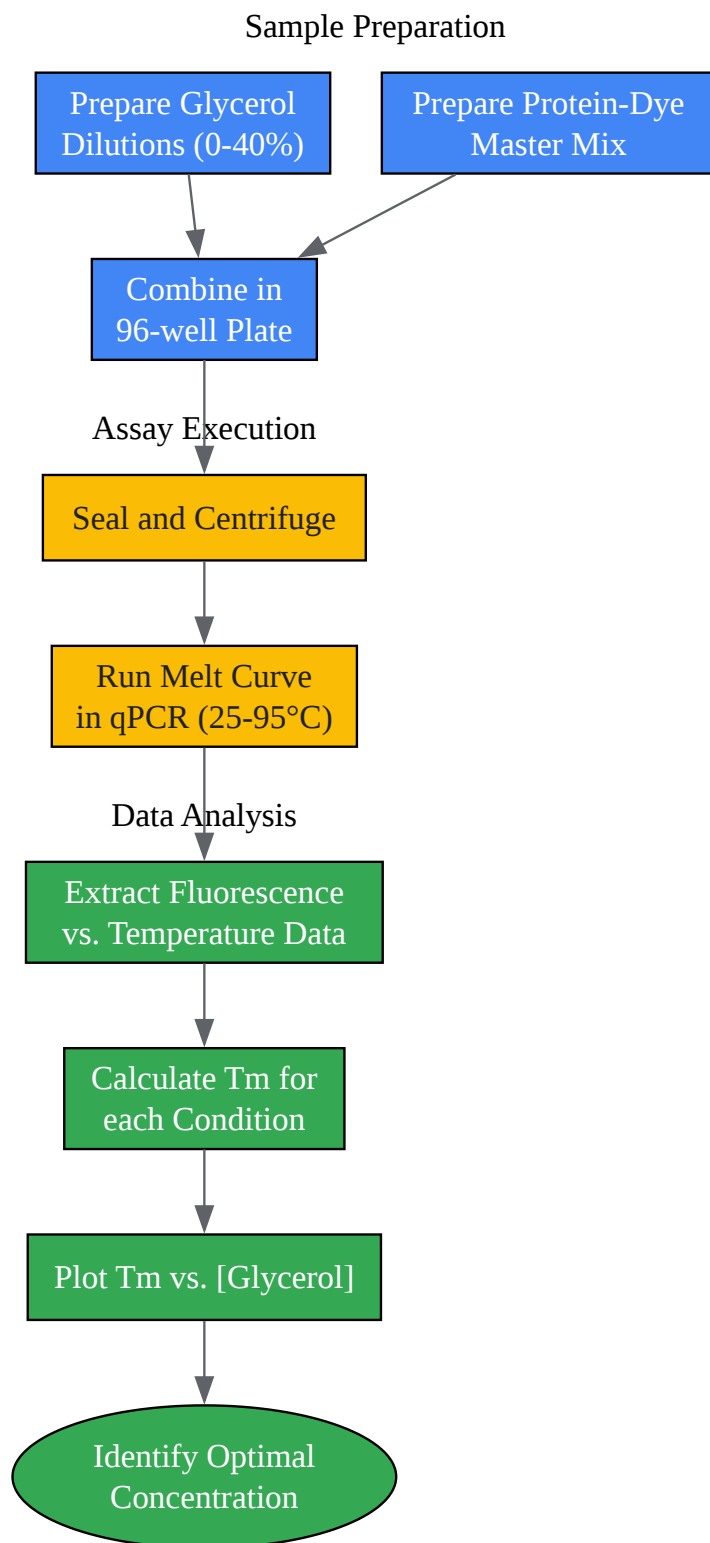 Sample Preparation
Prepare Glycerol
Dilutions (0-40%)
Prepare Protein-Dye
Master Mix
Combine in
96-well Plate
Assay Execution
Seal and Centrifuge
Run Melt Curve
in qPCR (25-95°C)
Data Analysis
Extract Fluorescence
vs. Temperature Data
Calculate Tm for
each Condition
Plot Tm vs. [Glycerol]
Identify Optimal
Concentration